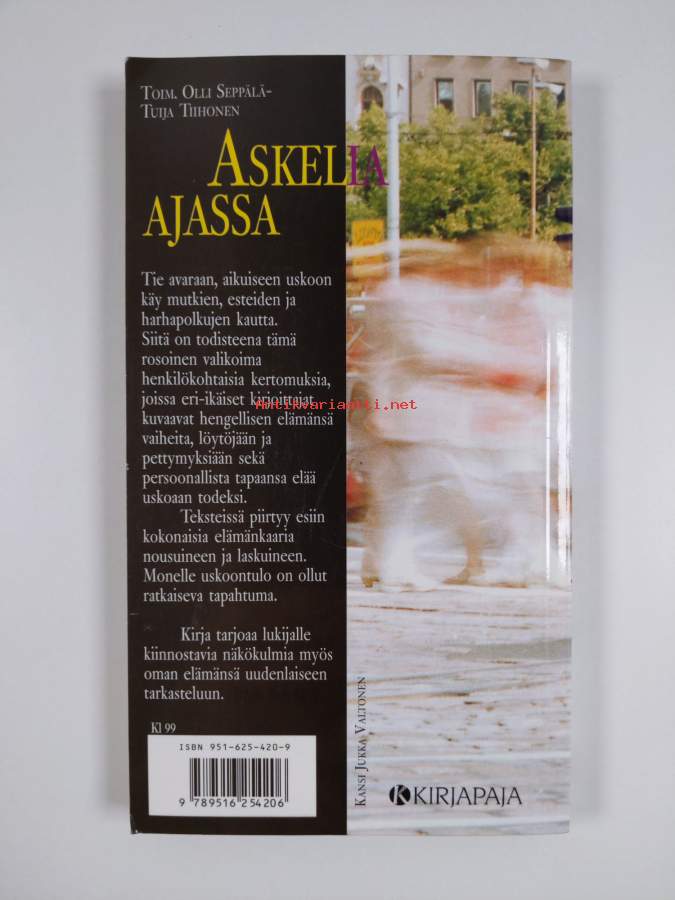 TOIM. OLLI SEPPÄLÄ-
TUIJA TIIHONEN
ASKELIA
AJASSA
Tie avaraan, aikuiseen uskoon
käy mutkien, esteiden ja
harhapolkujen kautta.
Siitä on todisteena tämä
rosoinen valikoima
henkilökohtaisia kertomuksia,
joissa eri-ikäiset kirjoittajat
Antikvariaatti.net
kuvaavat hengellisen elämänsä
vaiheita, löytöjään ja
pettymyksiään sekä
persoonallista tapaansa elää
uskoaan todeksi.
Teksteissä piirtyy esiin
kokonaisia elämänkaaria
nousuineen ja laskuineen.
Monelle uskoontulo on ollut
ratkaiseva tapahtuma.
Kirja tarjoaa lukijalle
kiinnostavia näkökulmia myös
oman elämänsä uudenlaiseen
tarkasteluun.
Kl 99
ISBN 951-625-420-9
9 789516 254206
KANSI JUKKA VALTONEN
KIRJAPAJA